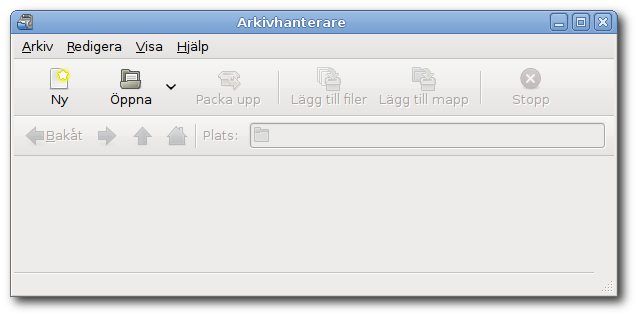 Arkivhanterare
Arkiv Redigera Visa Hjälp
Ny Öppna Packa upp Lägg till filer Lägg till mapp Stopp
Bakåt Plats: